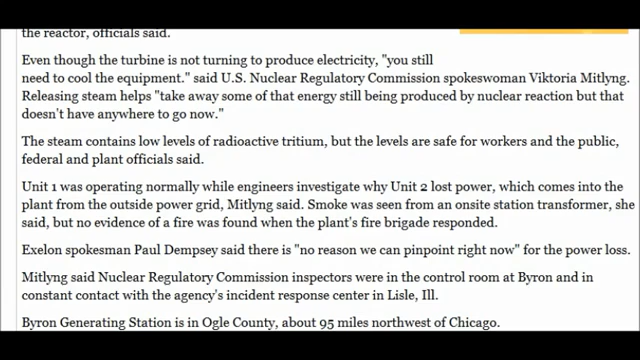 the reactor, officials said.
Even though the turbine is not turning to produce electricity, "you still
need to cool the equipment." said U.S. Nuclear Regulatory Commission spokeswoman Viktoria Mitlyng.
Releasing steam helps "take away some of that energy still being produced by nuclear reaction but that
doesn't have anywhere to go now."
The steam contains low levels of radioactive tritium, but the levels are safe for workers and the public,
federal and plant officials said.
Unit 1 was operating normally while engineers investigate why Unit 2 lost power, which comes into the
plant from the outside power grid, Mitlyng said. Smoke was seen from an onsite station transformer, she
said, but no evidence of a fire was found when the plant's fire brigade responded.
Exelon spokesman Paul Dempsey said there is "no reason we can pinpoint right now" for the power loss.
Mitlyng said Nuclear Regulatory Commission inspectors were in the control room at Byron and in
constant contact with the agency's incident response center in Lisle, Ill.
Byron Generating Station is in Ogle County, about 95 miles northwest of Chicago.